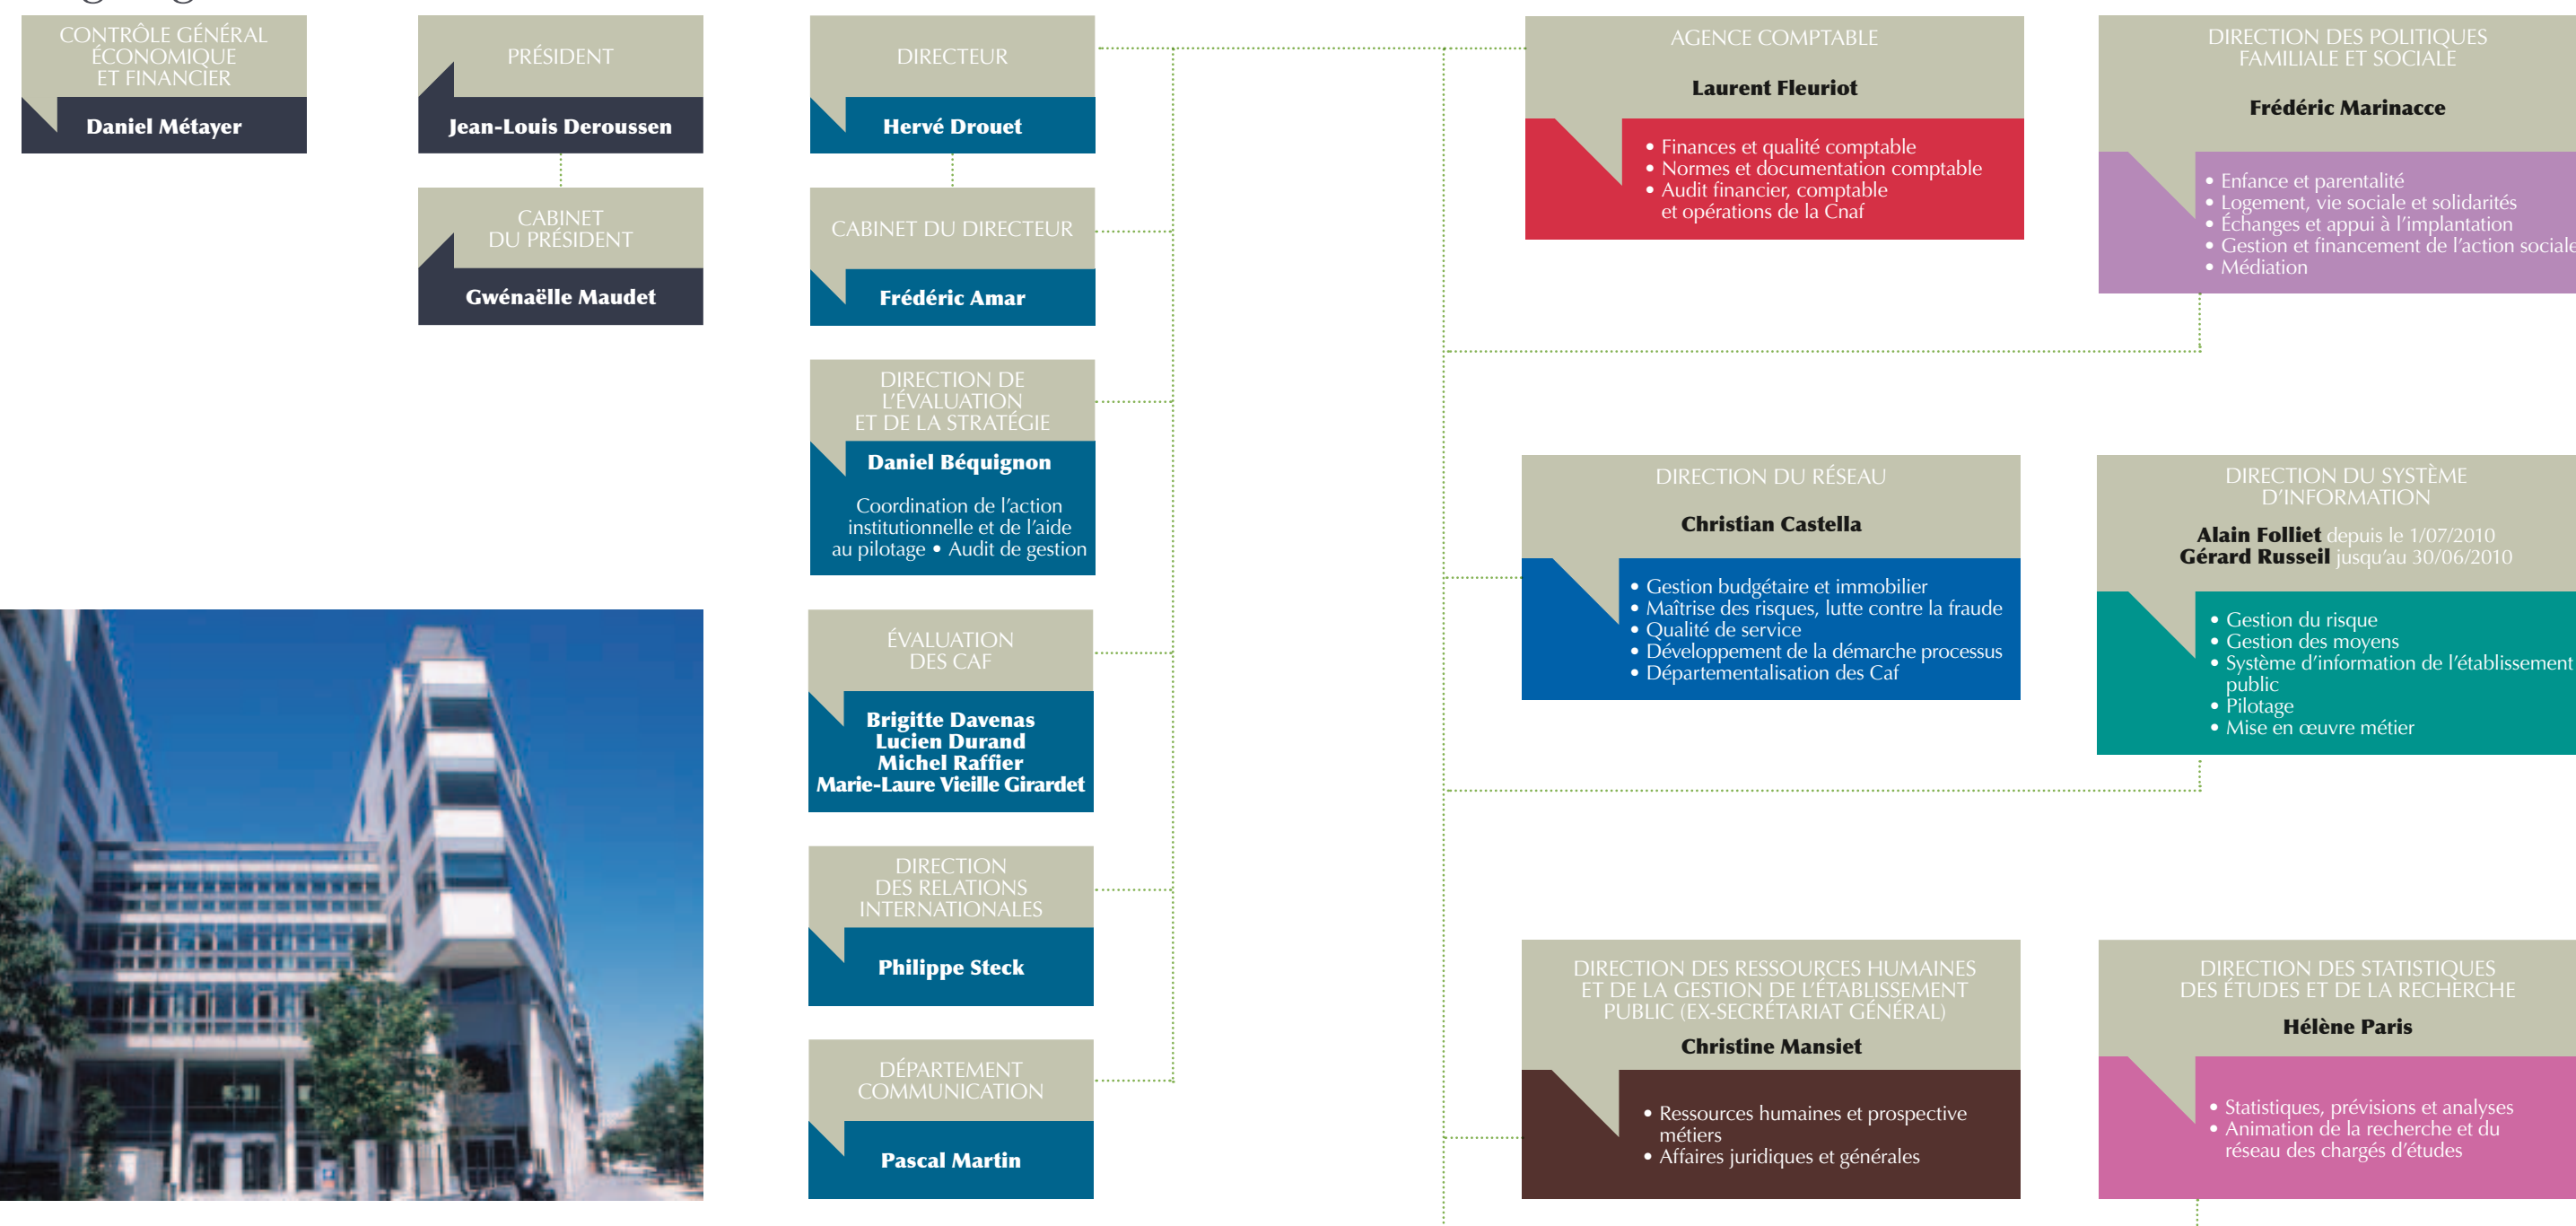 CONTRÔLE GÉNÉRAL
ÉCONOMIQUE
ET FINANCIER
Daniel Métayer
PRÉSIDENT
Jean-Louis Deroussen
CABINET
DU PRÉSIDENT
Gwénaëlle Maudet
DIRECTEUR
Hervé Drouet
CABINET DU DIRECTEUR
Frédéric Amar
DIRECTION DE
L’ÉVALUATION
ET DE LA STRATÉGIE
Daniel Béquignon
Coordination de l’action
institutionnelle et de l’aide
au pilotage • Audit de gestion
ÉVALUATION
DES CAF
Brigitte Davenas
Lucien Durand
Michel Raffier
Marie-Laure Vieille Girardet
DIRECTION
DES RELATIONS
INTERNATIONALES
Philippe Steck
DÉPARTEMENT
COMMUNICATION
Pascal Martin
AGENCE COMPTABLE
Laurent Fleuriot
• Finances et qualité comptable
• Normes et documentation comptable
• Audit financier, comptable
et opérations de la Cnaf
DIRECTION DES POLITIQUES
FAMILIALE ET SOCIALE
Frédéric Marinacce
• Enfance et parentalité
• Logement, vie sociale et solidarités
• Échanges et appui à l’implantation
• Gestion et financement de l’action sociale
• Médiation
DIRECTION DU RÉSEAU
Christian Castella
• Gestion budgétaire et immobilier
• Maîtrise des risques, lutte contre la fraude
• Qualité de service
• Développement de la démarche processus
• Départementalisation des Caf
DIRECTION DU SYSTÈME
D’INFORMATION
Alain Folliet depuis le 1/07/2010
Gérard Russeil jusqu’au 30/06/2010
• Gestion du risque
• Gestion des moyens
• Système d’information de l’établissement
public
• Pilotage
• Mise en œuvre métier
DIRECTION DES RESSOURCES HUMAINES
ET DE LA GESTION DE L’ÉTABLISSEMENT
PUBLIC (EX-SECRÉTARIAT GÉNÉRAL)
Christine Mansiet
• Ressources humaines et prospective
métiers
• Affaires juridiques et générales
DIRECTION DES STATISTIQUES
DES ÉTUDES ET DE LA RECHERCHE
Hélène Paris
• Statistiques, prévisions et analyses
• Animation de la recherche et du
réseau des chargés d’études